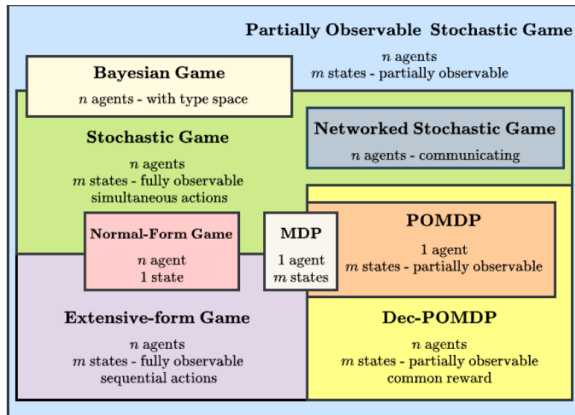 Partially Observable Stochastic Game
n agents
m states - partially observable
Bayesian Game
n agents - with type space
Stochastic Game
n agents
m states - fully observable
simultaneous actions
Networked Stochastic Game
n agents - communicating
Normal-Form Game
n agent
1 state
MDP
1 agent
m states
POMDP
1 agent
m states - partially observable
Extensive-form Game
n agents
m states - fully observable
sequential actions
Dec-POMDP
n agents
m states - partially observable
common reward